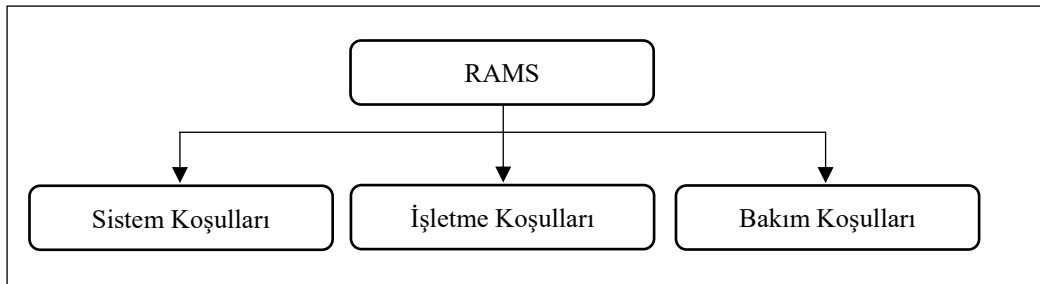 RAMS
Sistem Koşulları
İşletme Koşulları
Bakım Koşulları